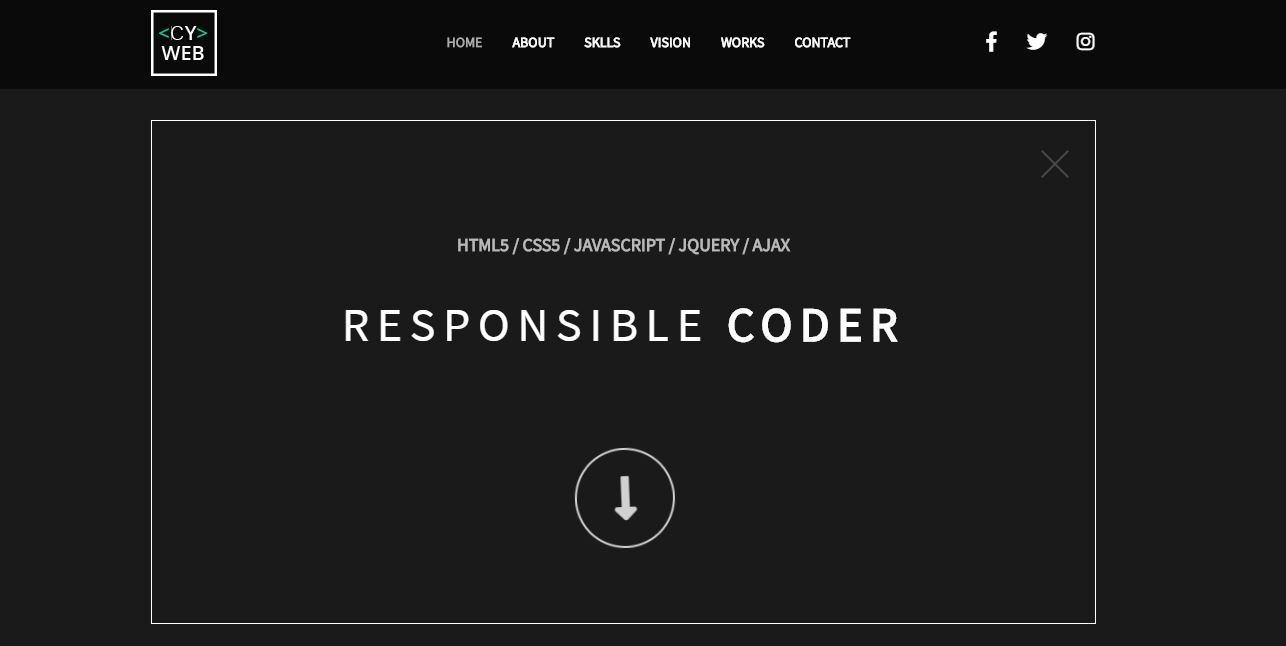 <CY>
WEB
HOME ABOUT SKLLS VISION WORKS CONTACT
HTML5 / CSS5 / JAVASCRIPT / JQUERY / AJAX
RESPONSIBLE CODER